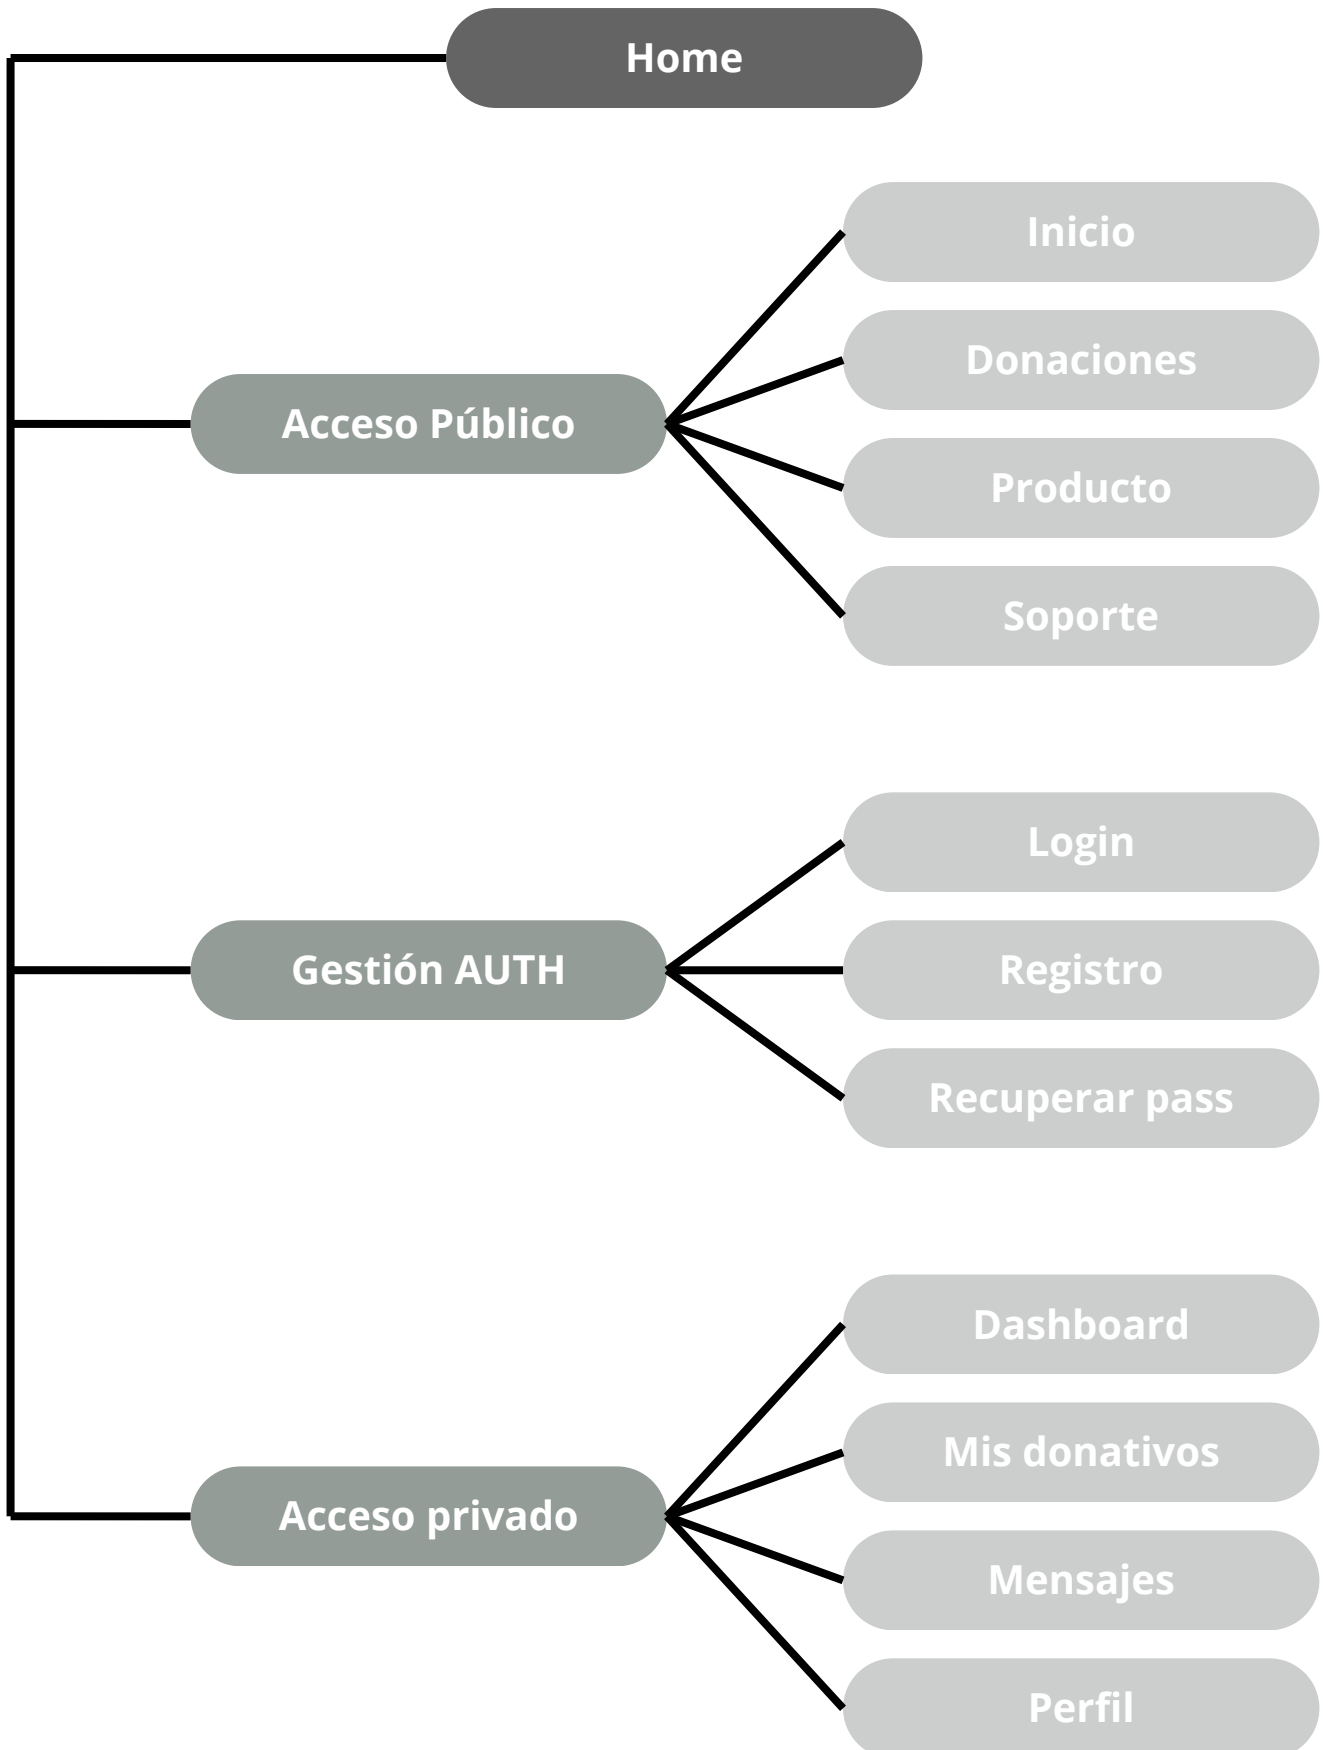 Home
Acceso Público
Inicio
Donaciones
Producto
Soporte
Gestión AUTH
Login
Registro
Recuperar pass
Acceso privado
Dashboard
Mis donativos
Mensajes
Perfil